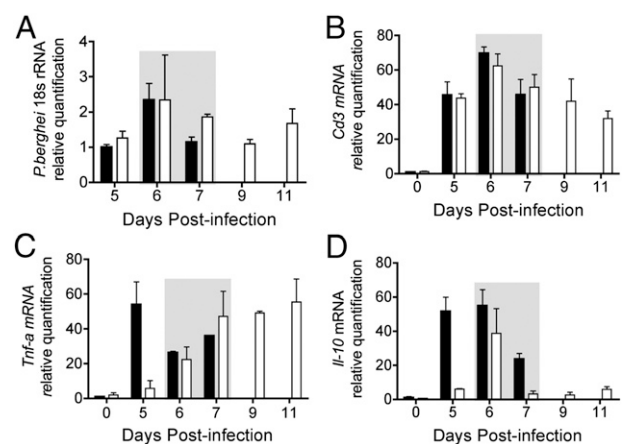 A
P.berghei 18s rRNA
relative quantification
4
3
2
1
0
5 6 7 9 11
Days Post-infection
B
Cd3 mRNA
relative quantification
80
60
40
20
0
0 5 6 7 9 11
Days Post-infection
C
Tnf-a mRNA
relative quantification
80
60
40
20
0
0 5 6 7 9 11
Days Post-infection
D
Il-10 mRNA
relative quantification
80
60
40
20
0
0 5 6 7 9 11
Days Post-infection